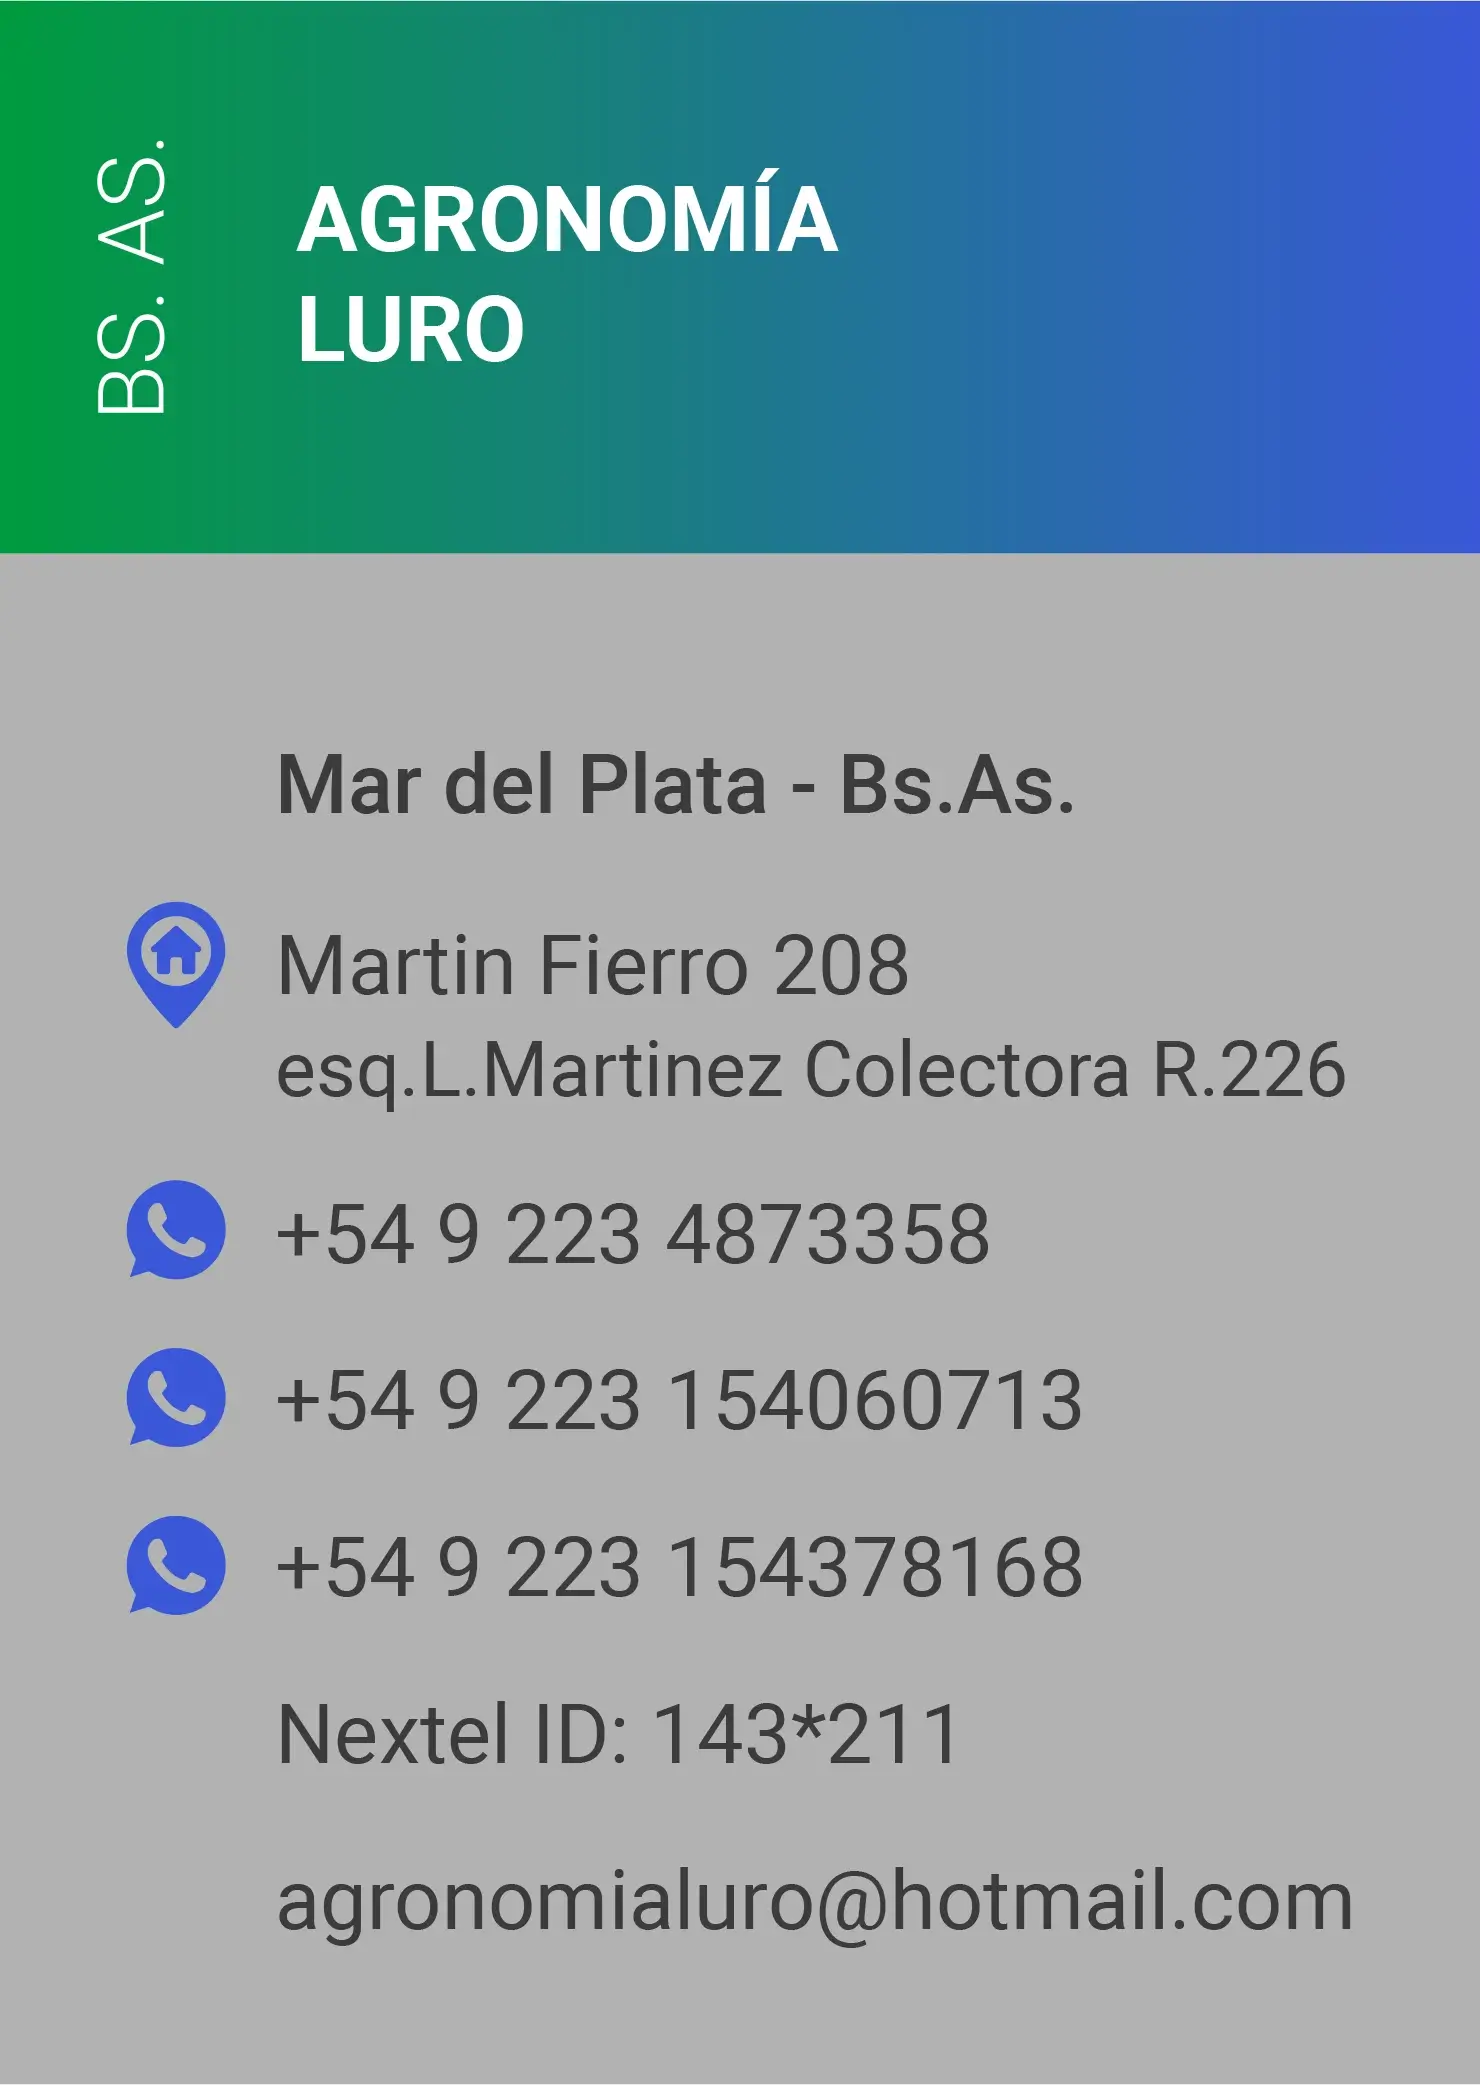 BS. AS.
AGRONOMÍA
LURO
Mar del Plata - Bs.As.
Martin Fierro 208
esq.L.Martinez Colectora R.226
+54 9 223 4873358
+54 9 223 154060713
+54 9 223 154378168
Nextel ID: 143*211
agronomialuro@hotmail.com